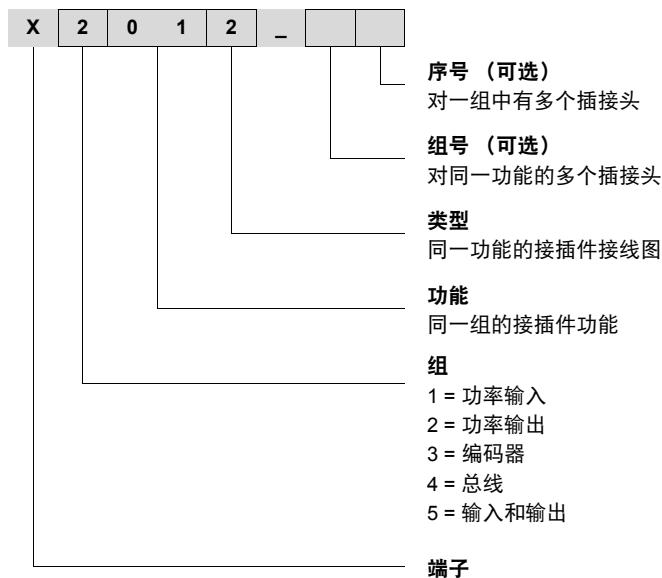 X 2 0 1 2 _
序号 （可选）
对一组中有多个插接头
组号 （可选）
对同一功能的多个插接头
类型
同一功能的接插件接线图
功能
同一组的接插件功能
组
1 = 功率输入
2 = 功率输出
3 = 编码器
4 = 总线
5 = 输入和输出
端子